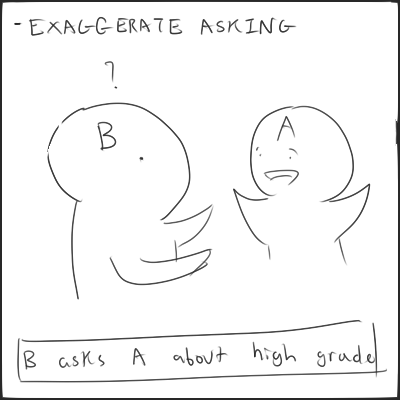 - EXAGGERATE ASKING
?
B
A
B asks A about high grade